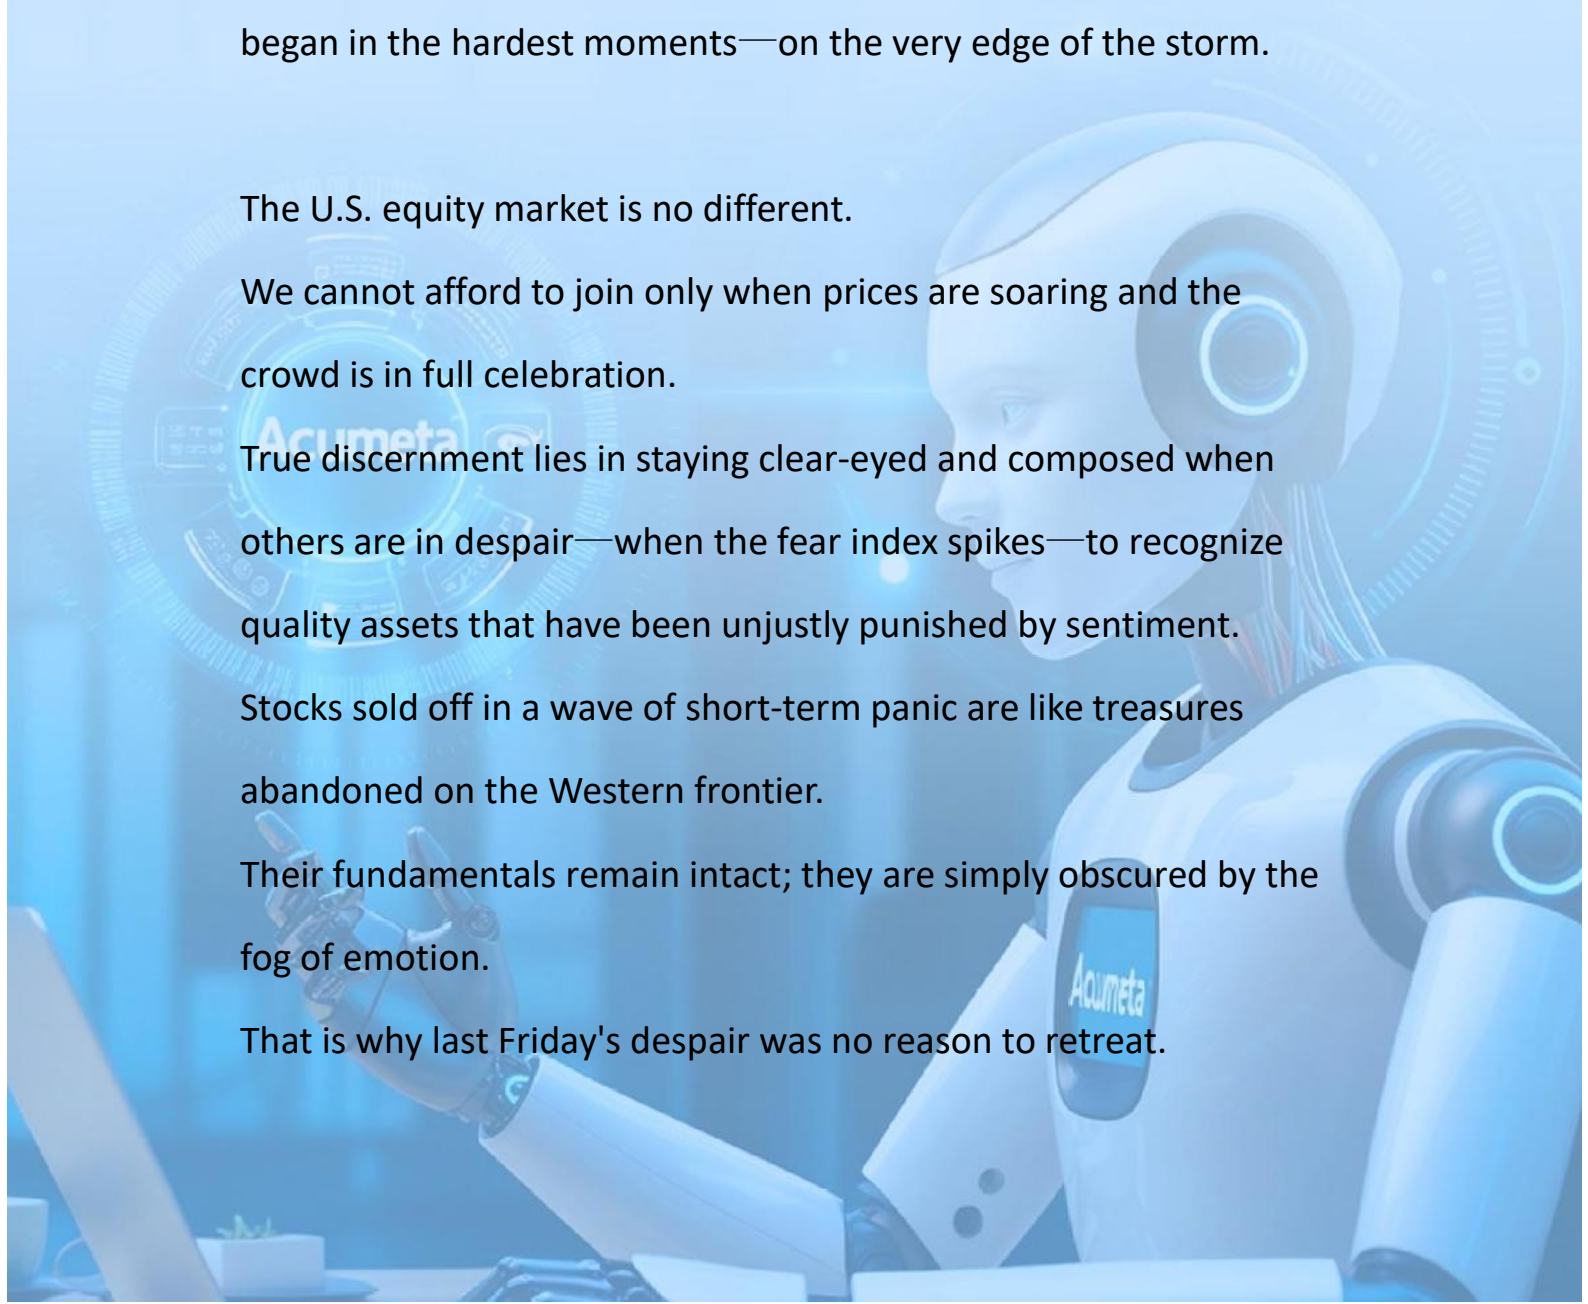 began in the hardest moments—on the very edge of the storm.
The U.S. equity market is no different.
We cannot afford to join only when prices are soaring and the
crowd is in full celebration.
Acumeta
True discernment lies in staying clear-eyed and composed when
others are in despair—when the fear index spikes—to recognize
quality assets that have been unjustly punished by sentiment.
Stocks sold off in a wave of short-term panic are like treasures
abandoned on the Western frontier.
Their fundamentals remain intact; they are simply obscured by the
fog of emotion.
Acumeta
That is why last Friday's despair was no reason to retreat.